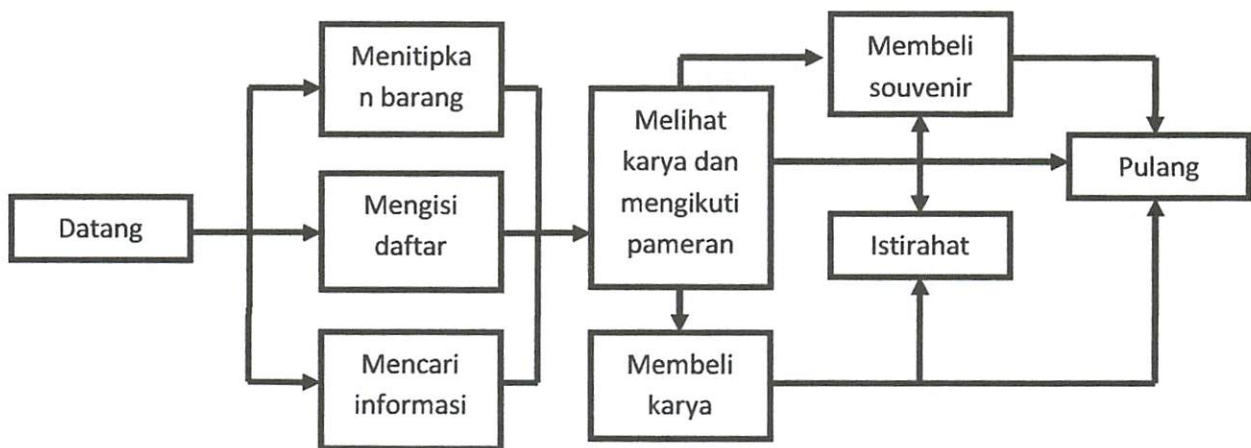 Datang
Menitipka
n barang
Mengisi
daftar
Mencari
informasi
Melihat
karya dan
mengikuti
pameran
Membeli
karya
Membeli
souvenir
Istirahat
Pulang